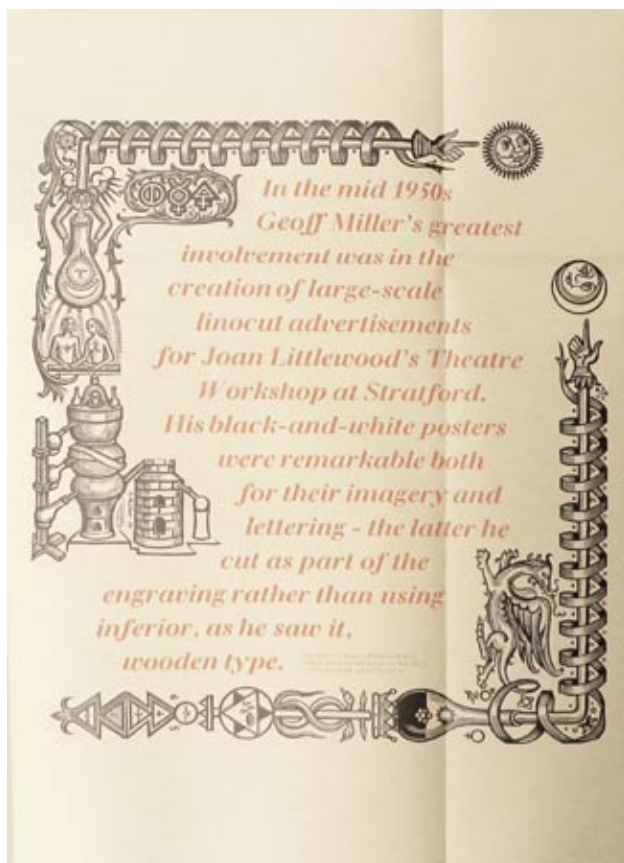 In the mid 1950s
Geoff Miller's greatest
involvement was in the
creation of large-scale
linocut advertisements
for Joan Littlewood's Theatre
Workshop at Stratford.
His black-and-white posters
were remarkable both
for their imagery and
lettering - the latter he
cut as part of the
engraving rather than using
inferior, as he saw it,
wooden type.